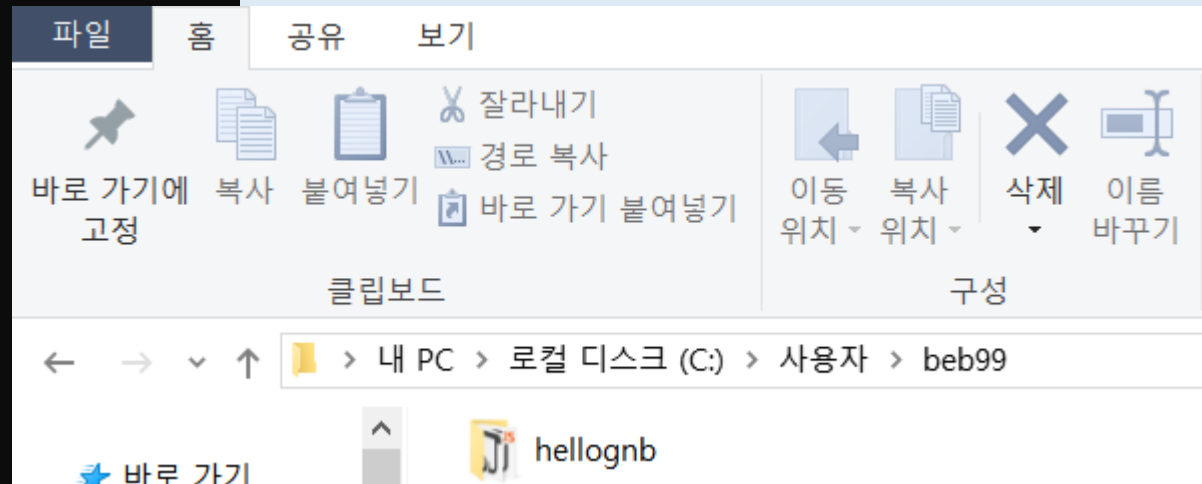 파일 홈 공유 보기
바로 가기에
고정
복사
붙여넣기
잘라내기
경로 복사
바로 가기 붙여넣기
클립보드
이동
위치
복사
위치
삭제
이름
바꾸기
구성
내 PC > 로컬 디스크 (C:) > 사용자 > beb99
바로 가기
hellognb